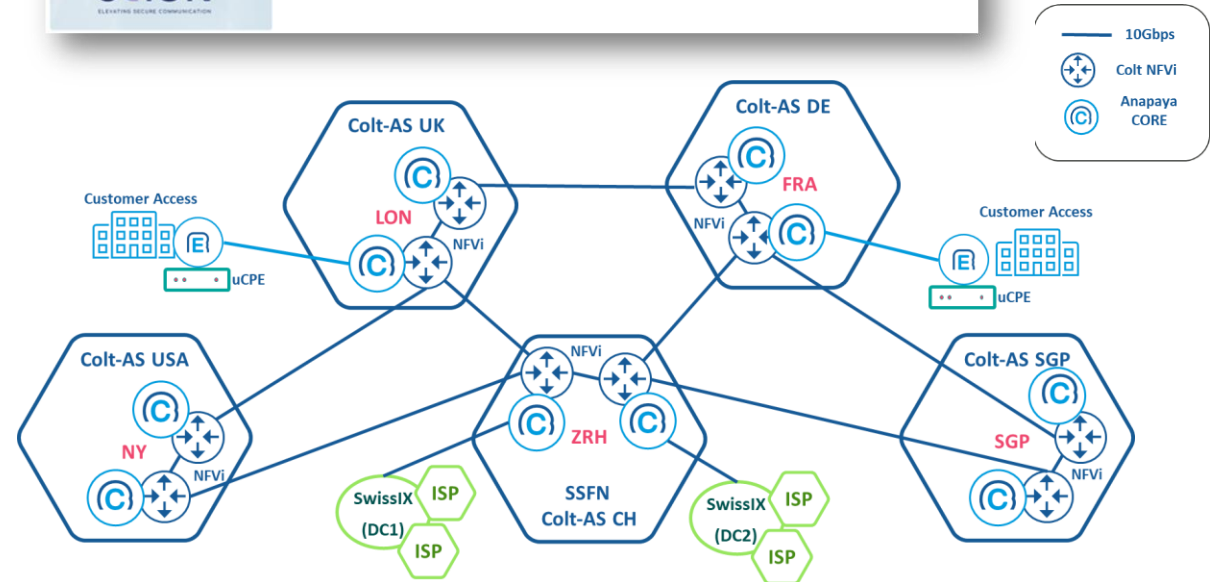 ELEVATING SECURE COMMUNICATION
10Gbps
Colt NFVi
Anapaya
CORE
Colt-AS UK
LON
NFVi
Colt-AS DE
FRA
NFVi
Customer Access
E
uCPE
Customer Access
E
uCPE
Colt-AS USA
NY
NFVi
NFVi
ZRH
SSFN
Colt-AS CH
Colt-AS SGP
SGP
NFVi
SwissIX
(DC1)
ISP
ISP
SwissIX
(DC2)
ISP
ISP
C
C
C
C
C
C
C
C
C
C
C